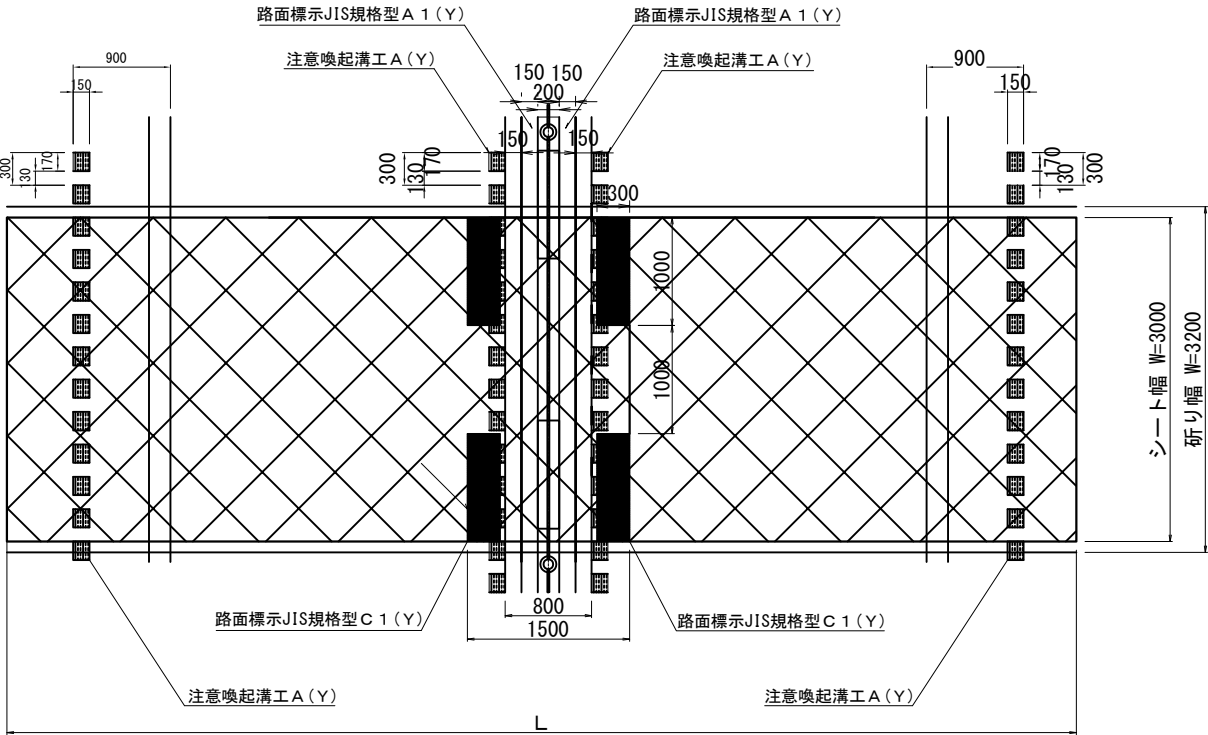 路面標示JIS規格型A1(Y)
路面標示JIS規格型A1(Y)
注意喚起溝工A(Y)
注意喚起溝工A(Y)
900
150
150 150
200
900
150
150
150
300
170
130
300
130
170
300
170
130
300
1000
1000
シート幅 W=3000
斫り幅 W=3200
800
1500
路面標示JIS規格型C1(Y)
路面標示JIS規格型C1(Y)
注意喚起溝工A(Y)
注意喚起溝工A(Y)
L